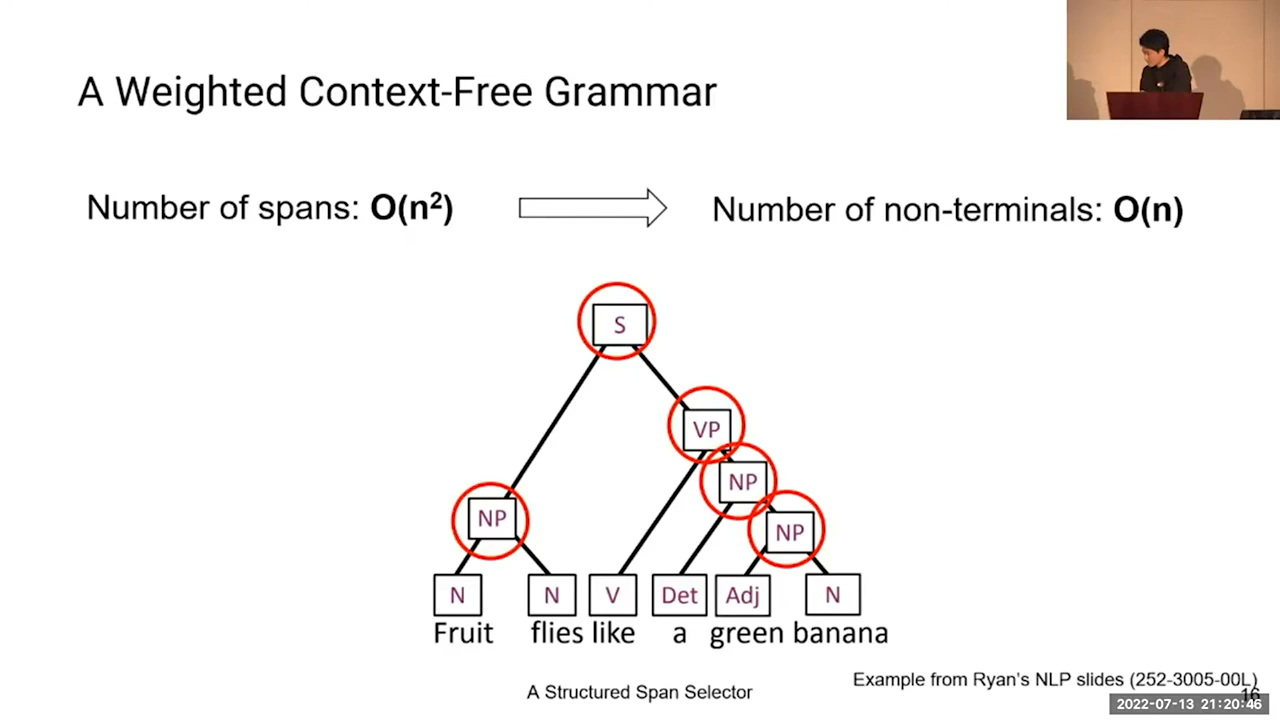 A Weighted Context-Free Grammar
Number of spans: O(n²)
Number of non-terminals: O(n)
S
VP
NP
NP
NP
N
N
V
Det
Adj
N
Fruit flies like a green banana
Example from Ryan's NLP slides (252-3005-00L)
A Structured Span Selector
16
2022-07-13 21:20:46